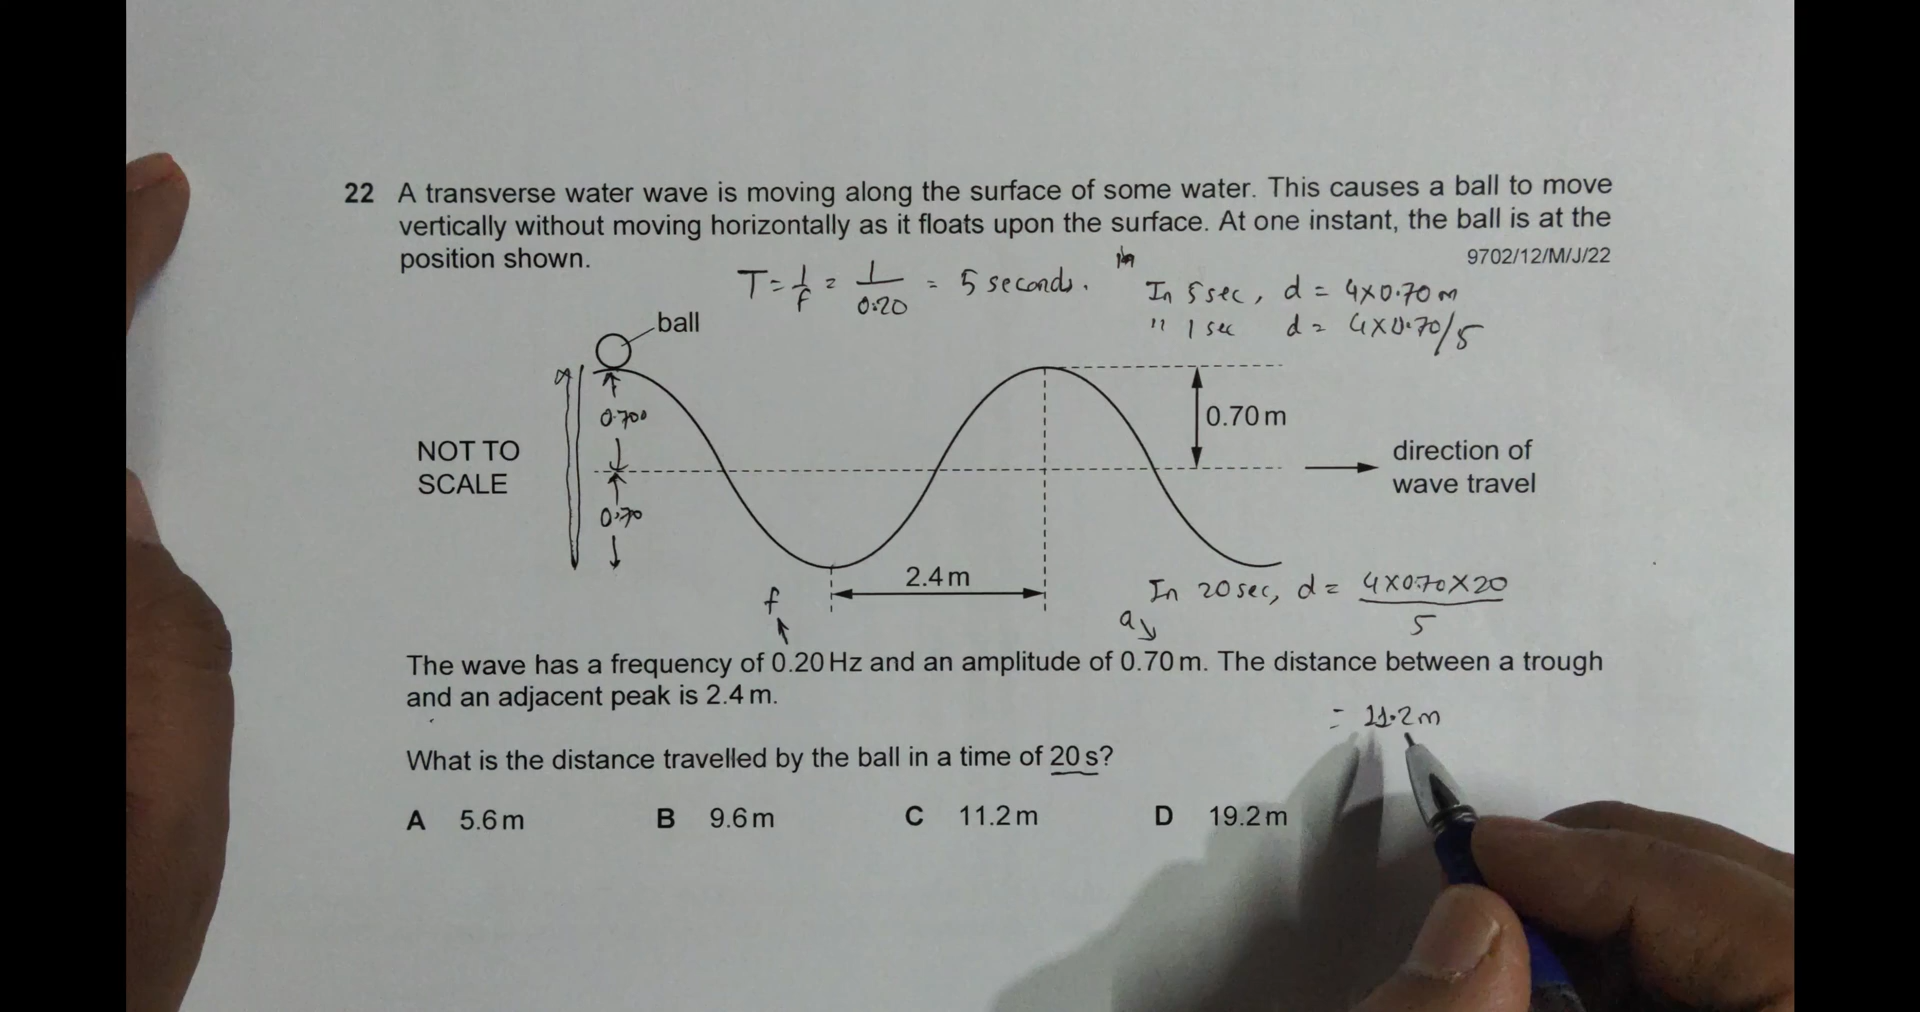 22 A transverse water wave is moving along the surface of some water. This causes a ball to move
vertically without moving horizontally as it floats upon the surface. At one instant, the ball is at the
position shown.
9702/12/M/J/22
T = 1/f = 1/0.20 = 5 seconds.
In 5 sec, d = 4×0.70 m
" 1 sec d = 4×0.70/5
ball
0.700
0.70 m
NOT TO
SCALE
direction of
wave travel
0.70
2.4 m
In 20 sec, d = 4×0.70×20
5
f
a
The wave has a frequency of 0.20 Hz and an amplitude of 0.70 m. The distance between a trough
and an adjacent peak is 2.4 m.
= 11.2 m
What is the distance travelled by the ball in a time of 20 s?
A 5.6 m B 9.6 m C 11.2 m D 19.2 m